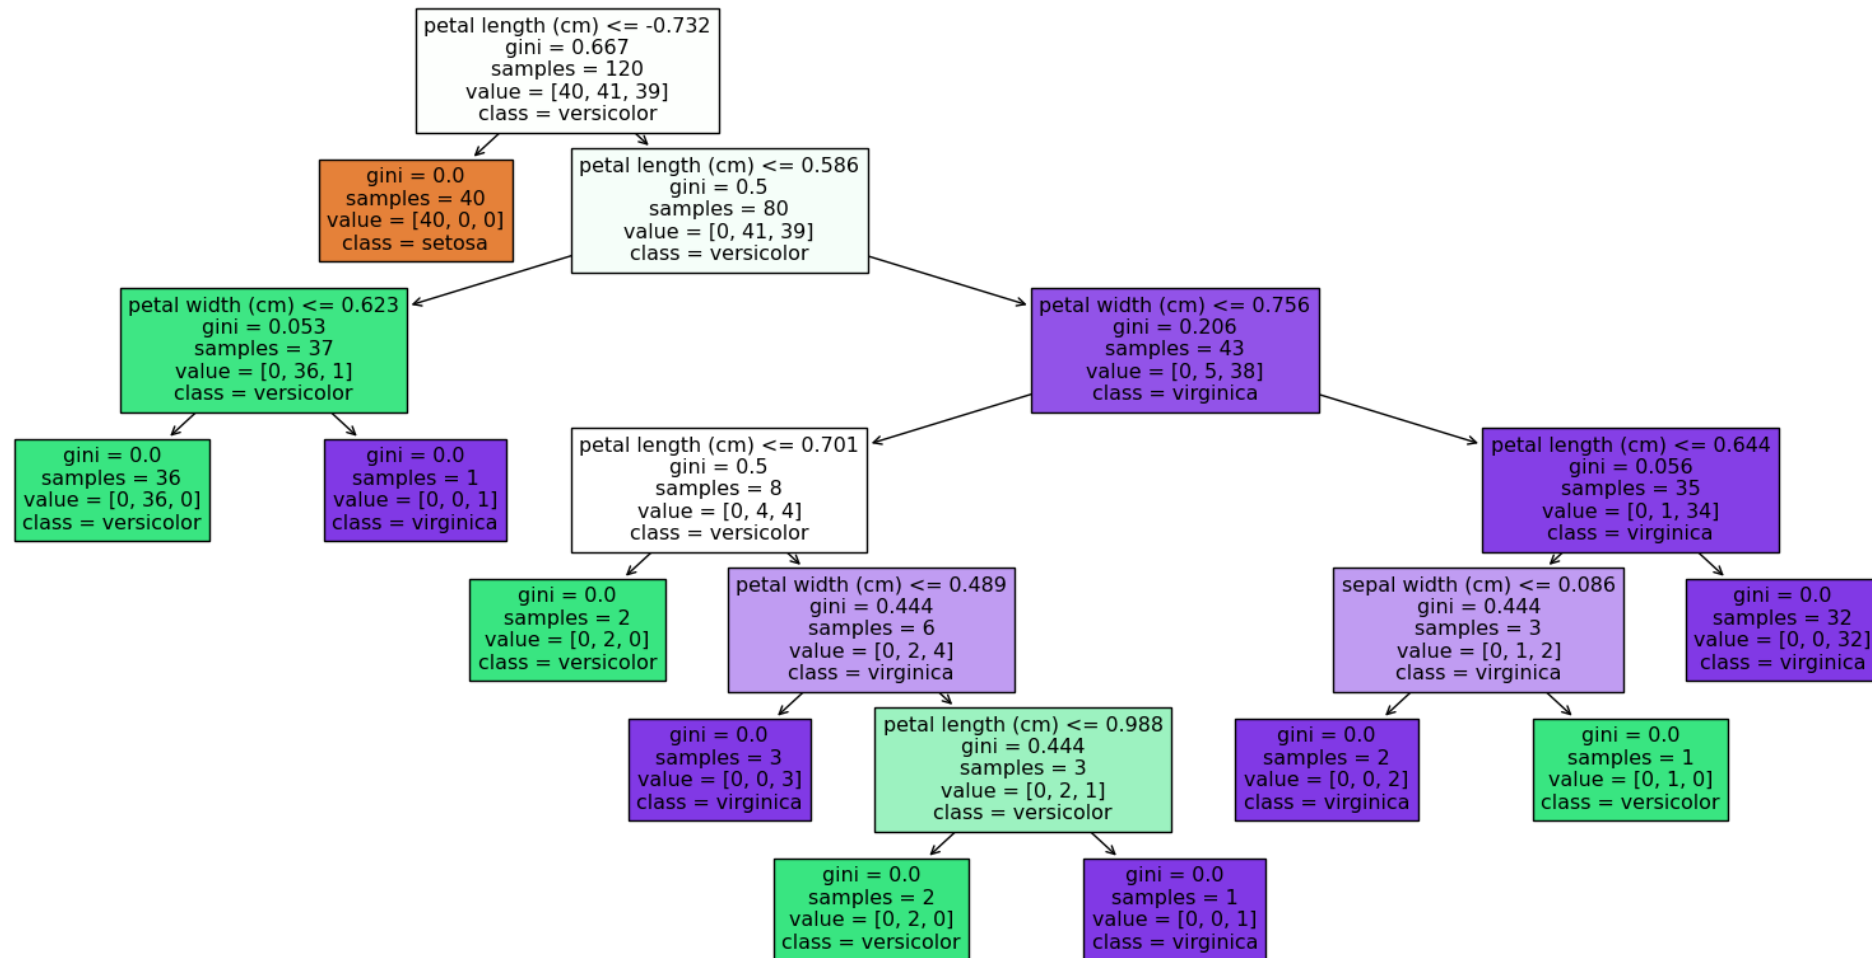 petal length (cm) <= -0.732
gini = 0.667
samples = 120
value = [40, 41, 39]
class = versicolor
gini = 0.0
samples = 40
value = [40, 0, 0]
class = setosa
petal length (cm) <= 0.586
gini = 0.5
samples = 80
value = [0, 41, 39]
class = versicolor
petal width (cm) <= 0.623
gini = 0.053
samples = 37
value = [0, 36, 1]
class = versicolor
petal width (cm) <= 0.756
gini = 0.206
samples = 43
value = [0, 5, 38]
class = virginica
gini = 0.0
samples = 36
value = [0, 36, 0]
class = versicolor
gini = 0.0
samples = 1
value = [0, 0, 1]
class = virginica
petal length (cm) <= 0.701
gini = 0.5
samples = 8
value = [0, 4, 4]
class = versicolor
petal length (cm) <= 0.644
gini = 0.056
samples = 35
value = [0, 1, 34]
class = virginica
gini = 0.0
samples = 2
value = [0, 2, 0]
class = versicolor
petal width (cm) <= 0.489
gini = 0.444
samples = 6
value = [0, 2, 4]
class = virginica
sepal width (cm) <= 0.086
gini = 0.444
samples = 3
value = [0, 1, 2]
class = virginica
gini = 0.0
samples = 32
value = [0, 0, 32]
class = virginica
gini = 0.0
samples = 3
value = [0, 0, 3]
class = virginica
petal length (cm) <= 0.988
gini = 0.444
samples = 3
value = [0, 2, 1]
class = versicolor
gini = 0.0
samples = 2
value = [0, 0, 2]
class = virginica
gini = 0.0
samples = 1
value = [0, 1, 0]
class = versicolor
gini = 0.0
samples = 2
value = [0, 2, 0]
class = versicolor
gini = 0.0
samples = 1
value = [0, 0, 1]
class = virginica